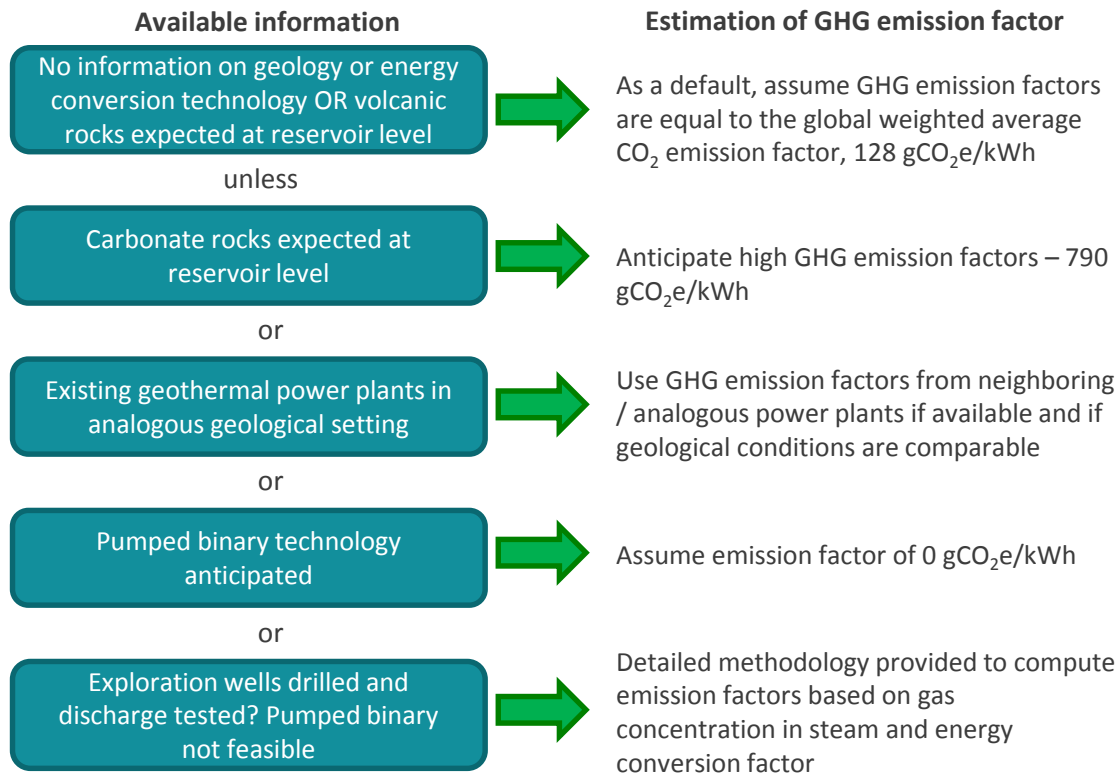 Available information
Estimation of GHG emission factor
No information on geology or energy
conversion technology OR volcanic
rocks expected at reservoir level
As a default, assume GHG emission factors
are equal to the global weighted average
CO₂ emission factor, 128 gCO₂e/kWh
unless
Carbonate rocks expected at
reservoir level
Anticipate high GHG emission factors – 790
gCO₂e/kWh
or
Existing geothermal power plants in
analogous geological setting
Use GHG emission factors from neighboring
/ analogous power plants if available and if
geological conditions are comparable
or
Pumped binary technology
anticipated
Assume emission factor of 0 gCO₂e/kWh
or
Exploration wells drilled and
discharge tested? Pumped binary
not feasible
Detailed methodology provided to compute
emission factors based on gas
concentration in steam and energy
conversion factor